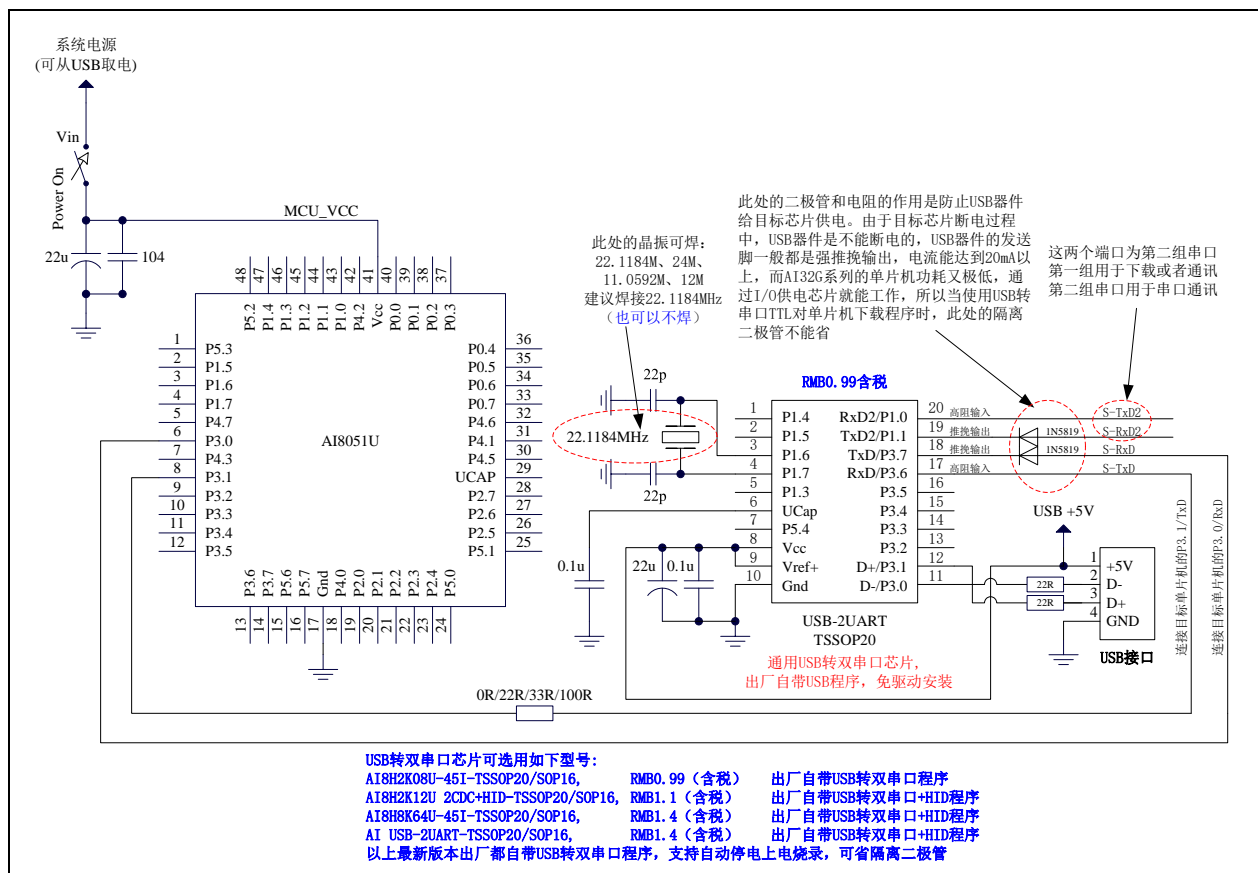 系统电源
(可从USB取电)
Vin
Power On
MCU_VCC
22u
104
48
47
46
45
44
43
42
41
40
39
38
37
P5.2
P1.4
P1.3
P1.2
P1.1
P1.0
P4.2
Vcc
P0.0
P0.1
P0.2
P0.3
1
P5.3
2
P1.5
3
P1.6
4
P1.7
5
P4.7
6
P3.0
7
P4.3
8
P3.1
9
P3.2
10
P3.3
11
P3.4
12
P3.5
AI8051U
P0.4
36
P0.5
35
P0.6
34
P0.7
33
P4.6
32
P4.1
31
P4.5
30
UCAP
29
P2.7
28
P2.6
27
P2.5
26
P5.1
25
P3.6
P3.7
P5.6
P5.7
Gnd
P4.0
P2.0
P2.1
P2.2
P2.3
P2.4
P5.0
13
14
15
16
17
18
19
20
21
22
23
24
此处的晶振可焊:
22.1184M、24M、
11.0592M、12M
建议焊接22.1184MHz
(也可以不焊)
22p
22.1184MHz
22p
此处的二极管和电阻的作用是防止USB器件
给目标芯片供电。由于目标芯片断电过程
中，USB器件是不能断电的，USB器件的发送
脚一般都是强推挽输出，电流能达到20mA以
上，而AI32G系列的单片机功耗又极低，通
过I/O供电芯片就能工作，所以当使用USB转
串口TTL对单片机下载程序时，此处的隔离
二极管不能省
这两个端口为第二组串口
第一组用于下载或者通讯
第二组串口用于串口通讯
RMB0.99含税
1
P1.4
2
P1.5
3
P1.6
4
P1.7
5
P1.3
6
UCap
7
P5.4
8
Vcc
9
Vref+
10
Gnd
RxD2/P1.0
20
高阻输入
S-TxD2
TxD2/P1.1
19
推挽输出
1N5819
S-RxD2
TxD/P3.7
18
推挽输出
1N5819
S-RxD
RxD/P3.6
17
高阻输入
S-TxD
P3.5
16
P3.4
15
P3.3
14
P3.2
13
D+/P3.1
12
D-/P3.0
11
USB-2UART
TSSOP20
通用USB转双串口芯片,
出厂自带USB程序，免驱动安装
0.1u
22u
0.1u
22R
22R
USB +5V
1
+5V
2
D-
3
D+
4
GND
USB接口
连接目标单片机的P3.1/TxD
连接目标单片机的P3.0/RxD
0R/22R/33R/100R
USB转双串口芯片可选用如下型号:
AI8H2K08U-45I-TSSOP20/SOP16, RMB0.99（含税） 出厂自带USB转双串口程序
AI8H2K12U 2CDC+HID-TSSOP20/SOP16, RMB1.1（含税） 出厂自带USB转双串口+HID程序
AI8H8K64U-45I-TSSOP20/SOP16, RMB1.4（含税） 出厂自带USB转双串口+HID程序
AI USB-2UART-TSSOP20/SOP16, RMB1.4（含税） 出厂自带USB转双串口+HID程序
以上最新版本出厂都自带USB转双串口程序，支持自动停电上电烧录，可省隔离二极管